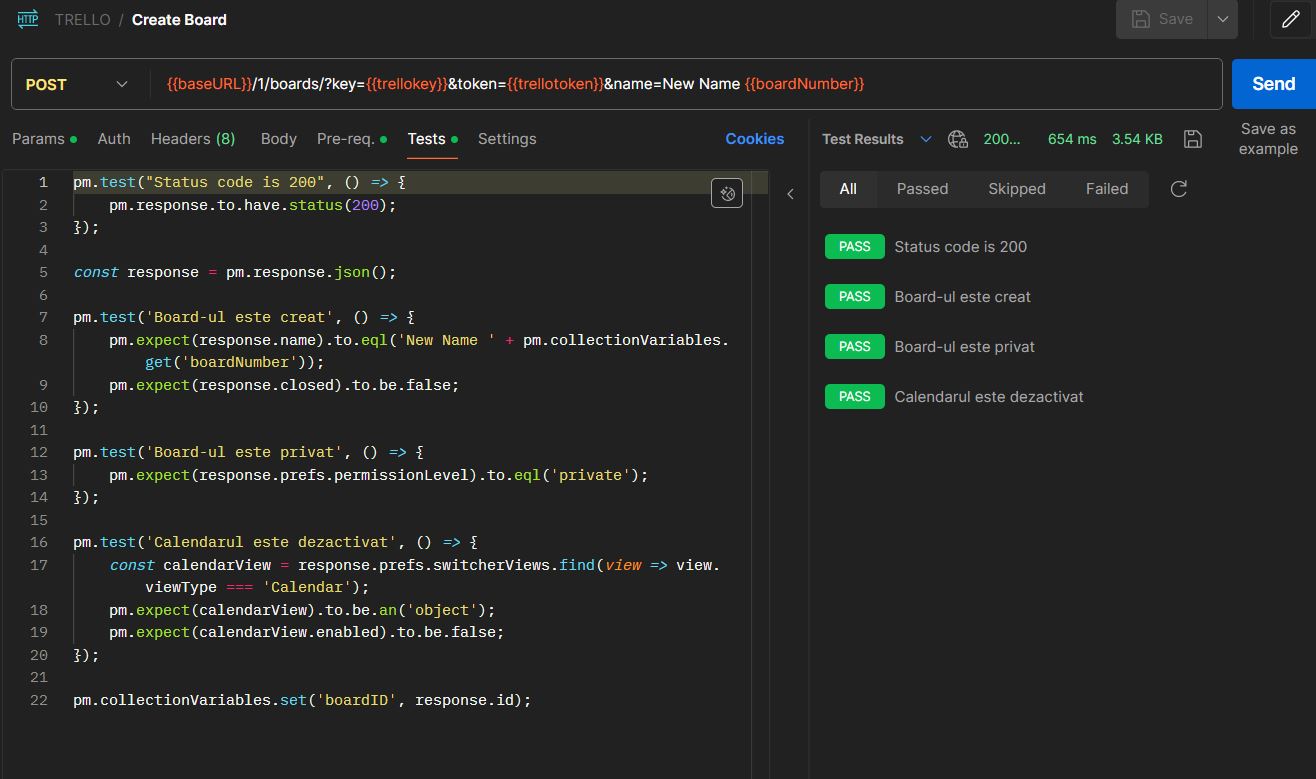 HTTP TRELLO / Create Board
Save
POST {{baseURL}}/1/boards/?key={{trellokey}}&token={{trellotoken}}&name=New Name {{boardNumber}}
Send
Params Auth Headers (8) Body Pre-req. Tests Settings Cookies
1 pm.test("Status code is 200", () => {
2 pm.response.to.have.status(200);
3 });
4
5 const response = pm.response.json();
6
7 pm.test('Board-ul este creat', () => {
8 pm.expect(response.name).to.eql('New Name ' + pm.collectionVariables.
get('boardNumber'));
9 pm.expect(response.closed).to.be.false;
10 });
11
12 pm.test('Board-ul este privat', () => {
13 pm.expect(response.prefs.permissionLevel).to.eql('private');
14 });
15
16 pm.test('Calendarul este dezactivat', () => {
17 const calendarView = response.prefs.switcherViews.find(view => view.
viewType === 'Calendar');
18 pm.expect(calendarView).to.be.an('object');
19 pm.expect(calendarView.enabled).to.be.false;
20 });
21
22 pm.collectionVariables.set('boardID', response.id);
Test Results 200... 654 ms 3.54 KB
Save as
example
All Passed Skipped Failed
PASS Status code is 200
PASS Board-ul este creat
PASS Board-ul este privat
PASS Calendarul este dezactivat